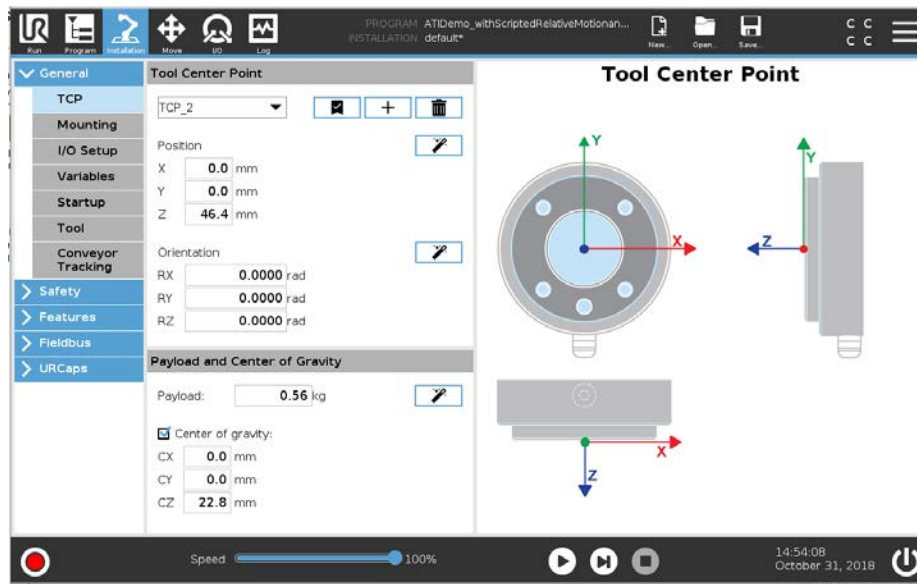 UR
PROGRAM ATIDemo_withScriptedRelativeMotionan...
INSTALLATION default*
C C
C C
Run Program Installation Move I/O Log New... Open... Save...
General
TCP
Mounting
I/O Setup
Variables
Startup
Tool
Conveyor
Tracking
Safety
Features
Fieldbus
URCaps
Tool Center Point
TCP_2
Position
X 0.0 mm
Y 0.0 mm
Z 46.4 mm
Orientation
RX 0.0000 rad
RY 0.0000 rad
RZ 0.0000 rad
Payload and Center of Gravity
Payload: 0.56 kg
Center of gravity:
CX 0.0 mm
CY 0.0 mm
CZ 22.8 mm
Tool Center Point
Y
X
Y
Z
X
Z
Speed 100%
14:54:08
October 31, 2018